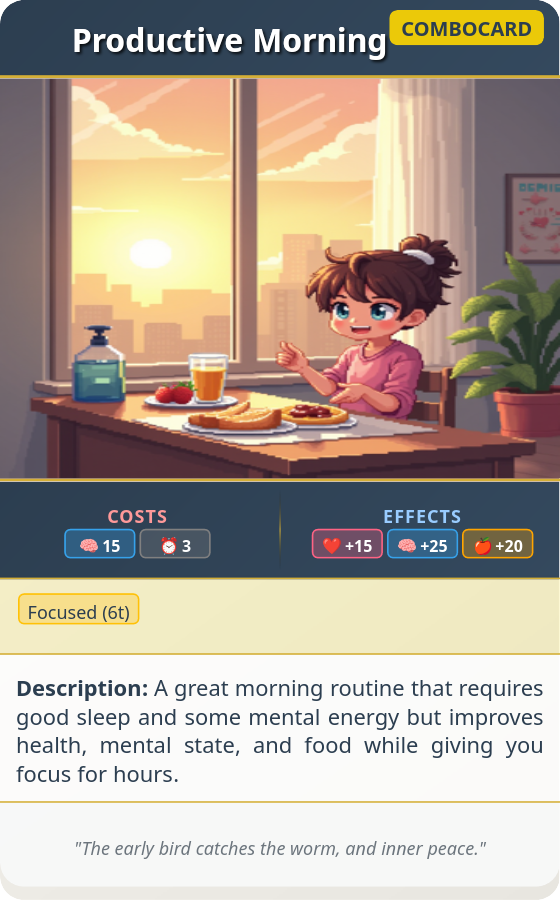 Productive Morning
COMBOCARD
COSTS
🧠 15
⏰ 3
EFFECTS
❤️ +15
🧠 +25
🍎 +20
Focused (6t)
Description: A great morning routine that requires
good sleep and some mental energy but improves
health, mental state, and food while giving you
focus for hours.
"The early bird catches the worm, and inner peace."